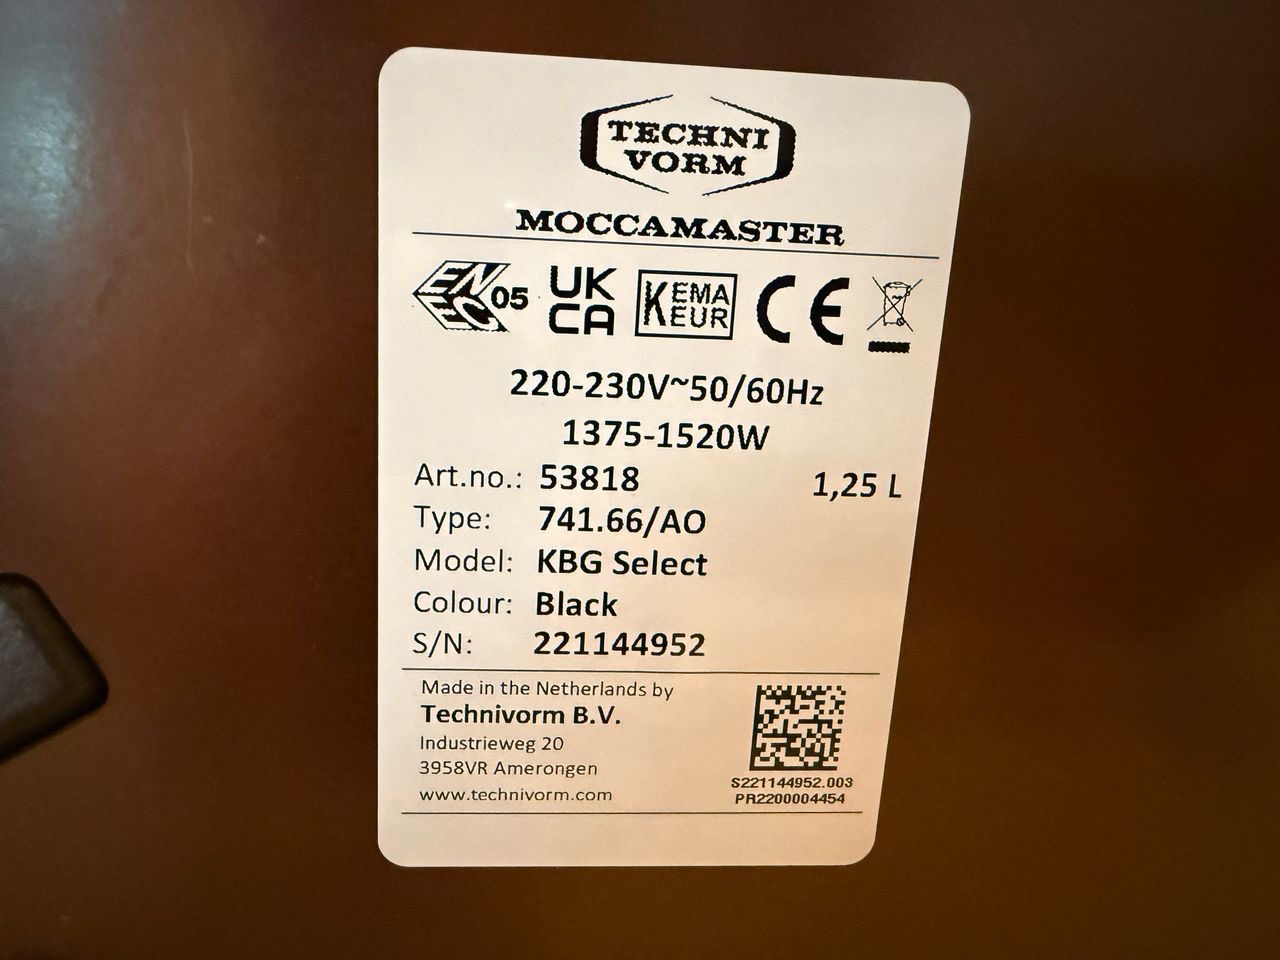 TECHNI
VORM
MOCCAMASTER
ENEC 05 UK CA KEMA EUR CE
220-230V~50/60Hz
1375-1520W
Art.no.: 53818 1,25 L
Type: 741.66/AO
Model: KBG Select
Colour: Black
S/N: 221144952
Made in the Netherlands by
Technivorm B.V.
Industrieweg 20
3958VR Amerongen
www.technivorm.com
S221144952.003
PR2200004454